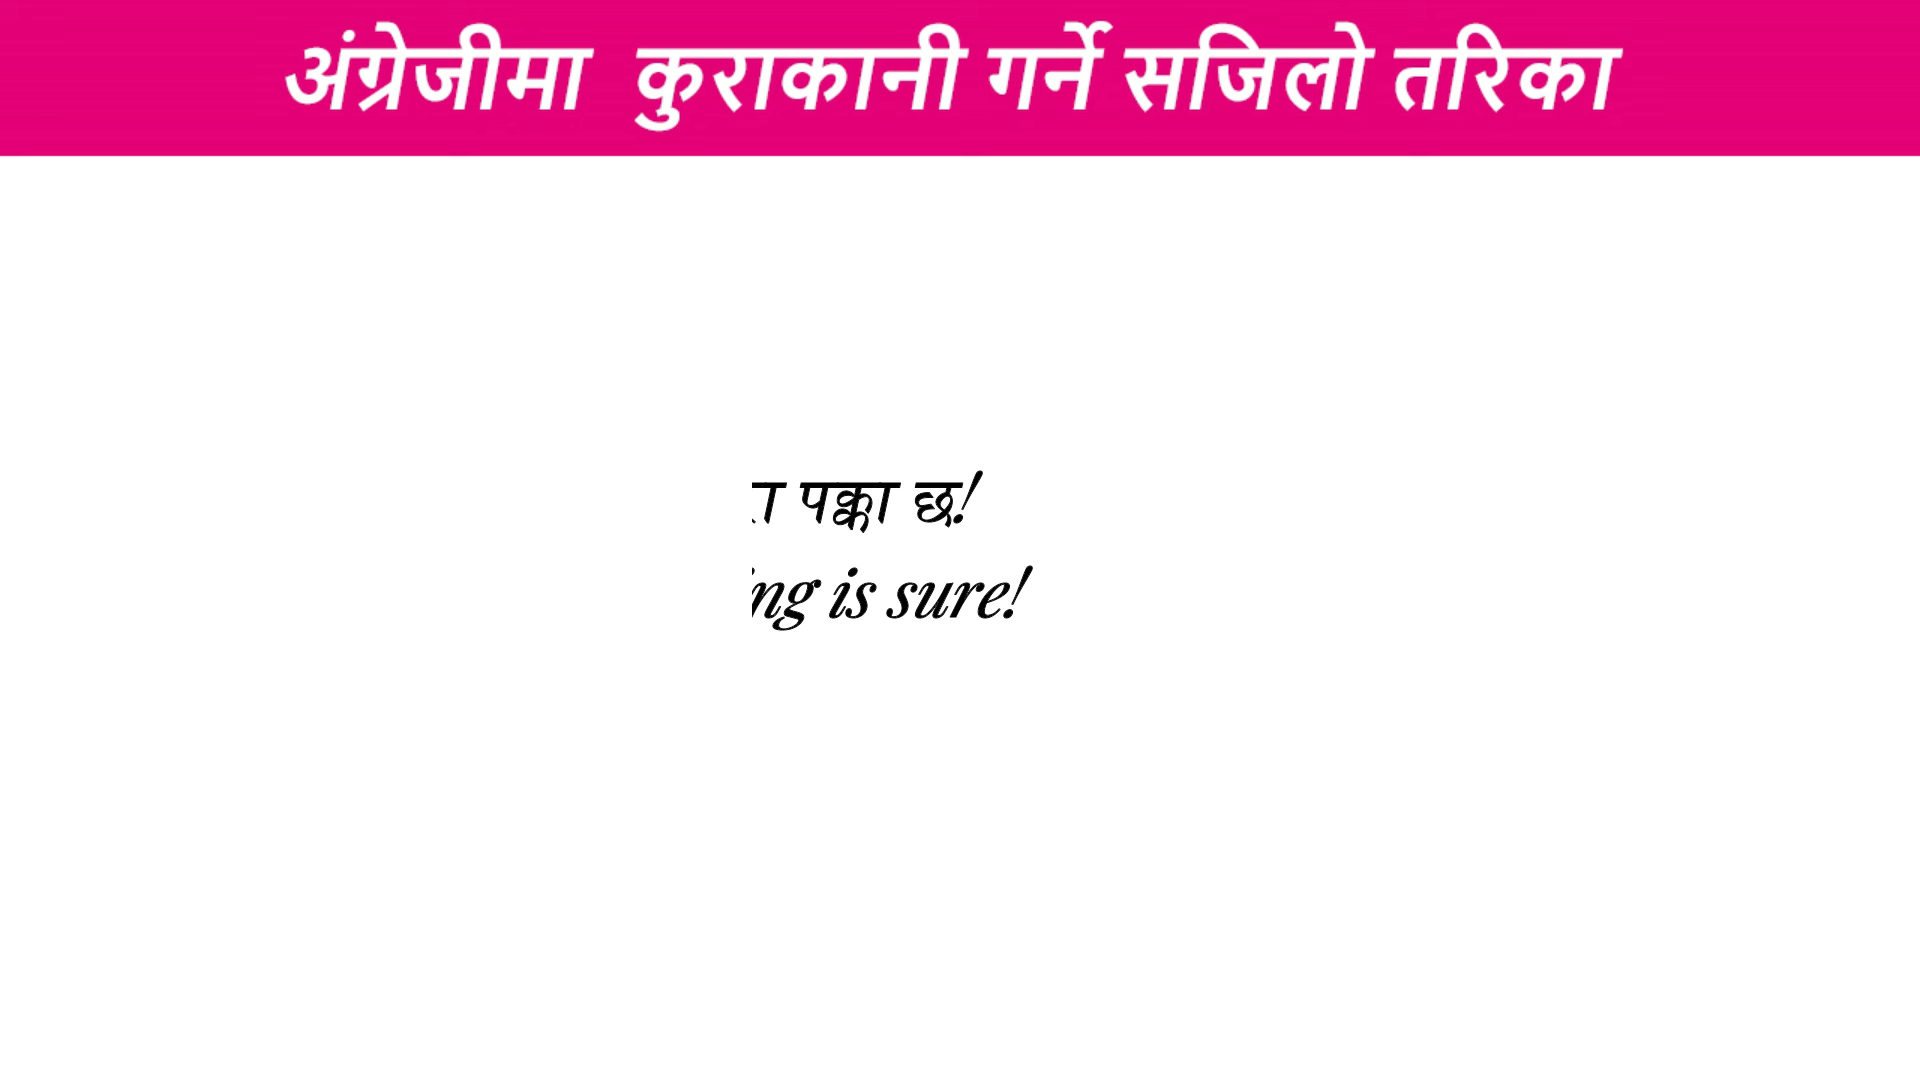 अंग्रेजीमा कुराकानी गर्ने सजिलो तरिका
पक्का छ!
is sure!